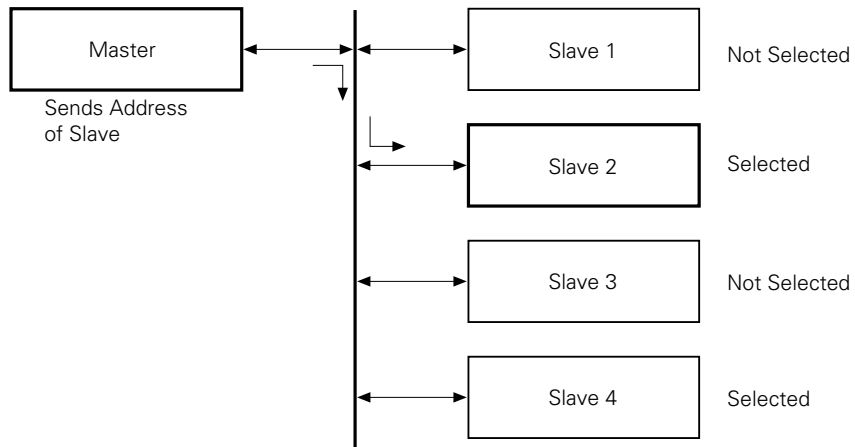 Master
Sends Address
of Slave
Slave 1
Not Selected
Slave 2
Selected
Slave 3
Not Selected
Slave 4
Selected